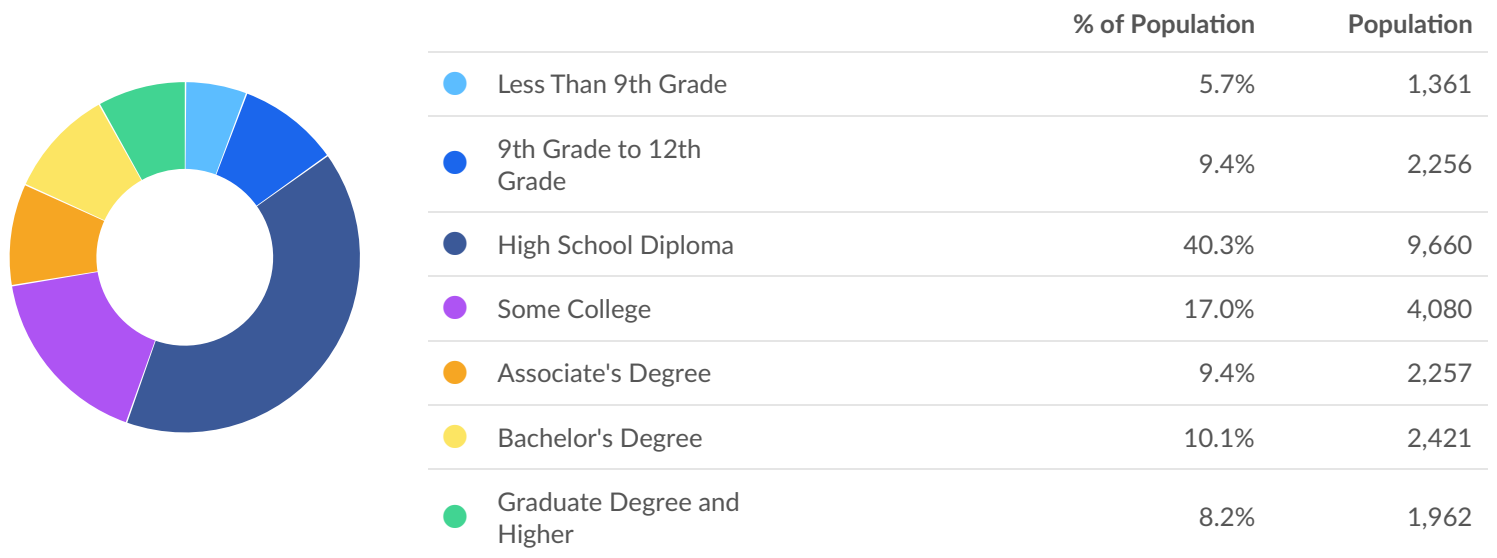 % of Population Population
Less Than 9th Grade 5.7% 1,361
9th Grade to 12th
Grade 9.4% 2,256
High School Diploma 40.3% 9,660
Some College 17.0% 4,080
Associate's Degree 9.4% 2,257
Bachelor's Degree 10.1% 2,421
Graduate Degree and
Higher 8.2% 1,962